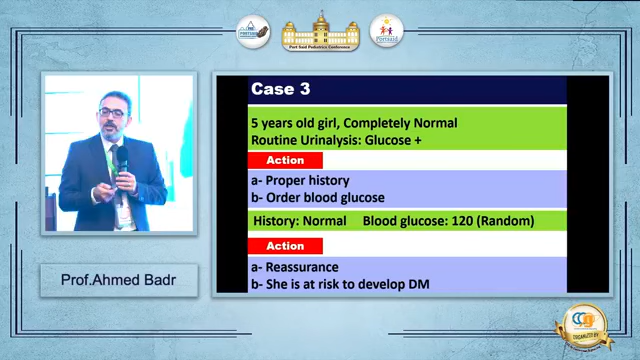 Port Said Pediatrics Conference
Case 3
5 years old girl, Completely Normal
Routine Urinalysis: Glucose +
Action
a- Proper history
b- Order blood glucose
History: Normal Blood glucose: 120 (Random)
Action
a- Reassurance
b- She is at risk to develop DM
Prof.Ahmed Badr
ORGANIZED BY